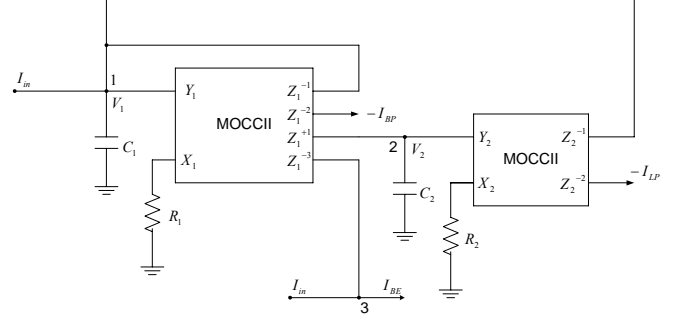 I_in
1
V_1
C_1
Y_1
X_1
R_1
MOCCII
Z_1^-1
Z_1^-2
Z_1^+1
Z_1^-3
-I_BP
2
V_2
C_2
Y_2
X_2
R_2
MOCCII
Z_2^-1
Z_2^-2
-I_LP
I_in
I_BE
3